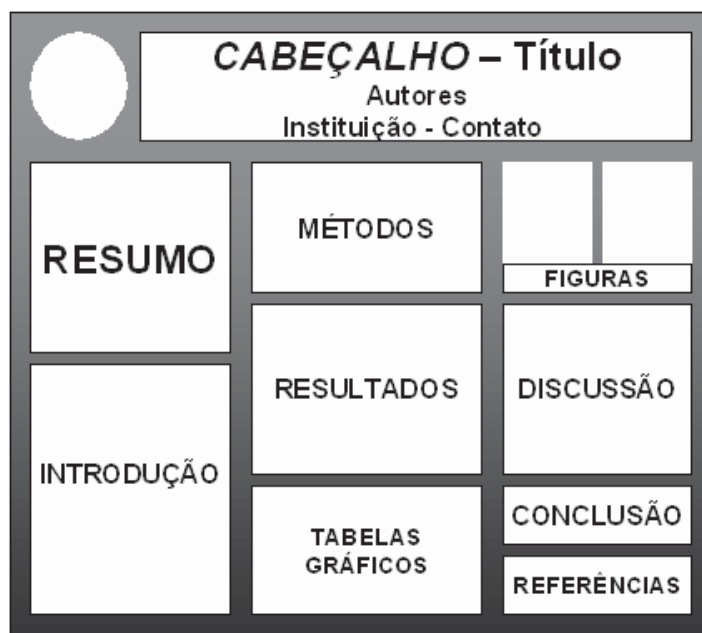 CABEÇALHO – Título
Autores
Instituição - Contato
RESUMO
INTRODUÇÃO
MÉTODOS
RESULTADOS
TABELAS
GRÁFICOS
FIGURAS
DISCUSSÃO
CONCLUSÃO
REFERÊNCIAS